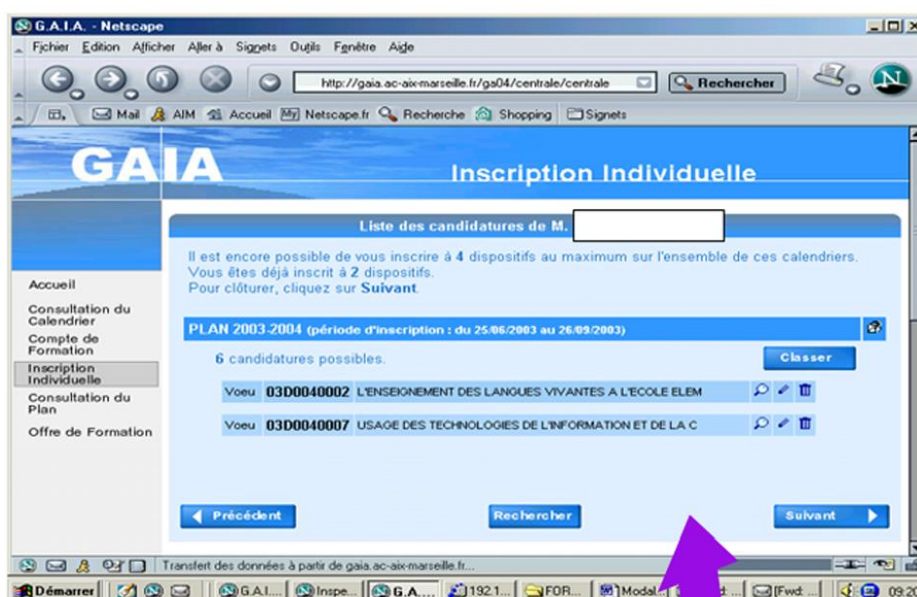 G.A.I.A. - Netscape
Fichier Edition Afficher Aller à Signets Outils Fenêtre Aide
http://gaia.ac-aix-marseille.fr/ga04/centrale/centrale Rechercher N
Mail AIM Accueil My Netscape.fr Recherche Shopping Signets
GAIA
Inscription Individuelle
Liste des candidatures de M.
Il est encore possible de vous inscrire à 4 dispositifs au maximum sur l'ensemble de ces calendriers.
Vous êtes déjà inscrit à 2 dispositifs.
Pour clôturer, cliquez sur Suivant.
Accueil
Consultation du
Calendrier
Compte de
Formation
Inscription
Individuelle
Consultation du
Plan
Offre de Formation
PLAN 2003-2004 (période d'inscription : du 25/06/2003 au 26/09/2003)
6 candidatures possibles.
Classer
Voeu 03D0040002 L'ENSEIGNEMENT DES LANGUES VIVANTES A L'ECOLE ELEM
Voeu 03D0040007 USAGE DES TECHNOLOGIES DE L'INFORMATION ET DE LA C
Précédent Rechercher Suivant
Transfert des données à partir de gaia.ac-aix-marseille.fr...
Démarrer G.A.I.... Inspe... G.A.... 192.1... FOR... Modal... [Fwd: ... 09:2